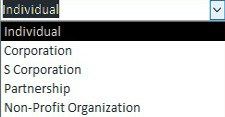 Individual
Individual
Corporation
S Corporation
Partnership
Non-Profit Organization